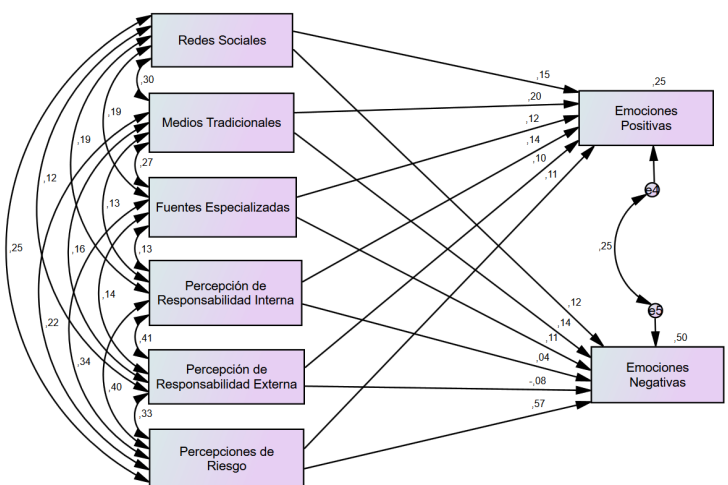 Redes Sociales
Medios Tradicionales
Fuentes Especializadas
Percepción de
Responsabilidad Interna
Percepción de
Responsabilidad Externa
Percepciones de
Riesgo
,30
,19
,19
,27
,12
,13
,13
,25
,16
,14
,41
,22
,34
,40
,33
,15
,20
,12
,14
,10
,11
,25
Emociones
Positivas
e4
,25
e5
,12
,14
,11
,04
-,08
,57
,50
Emociones
Negativas